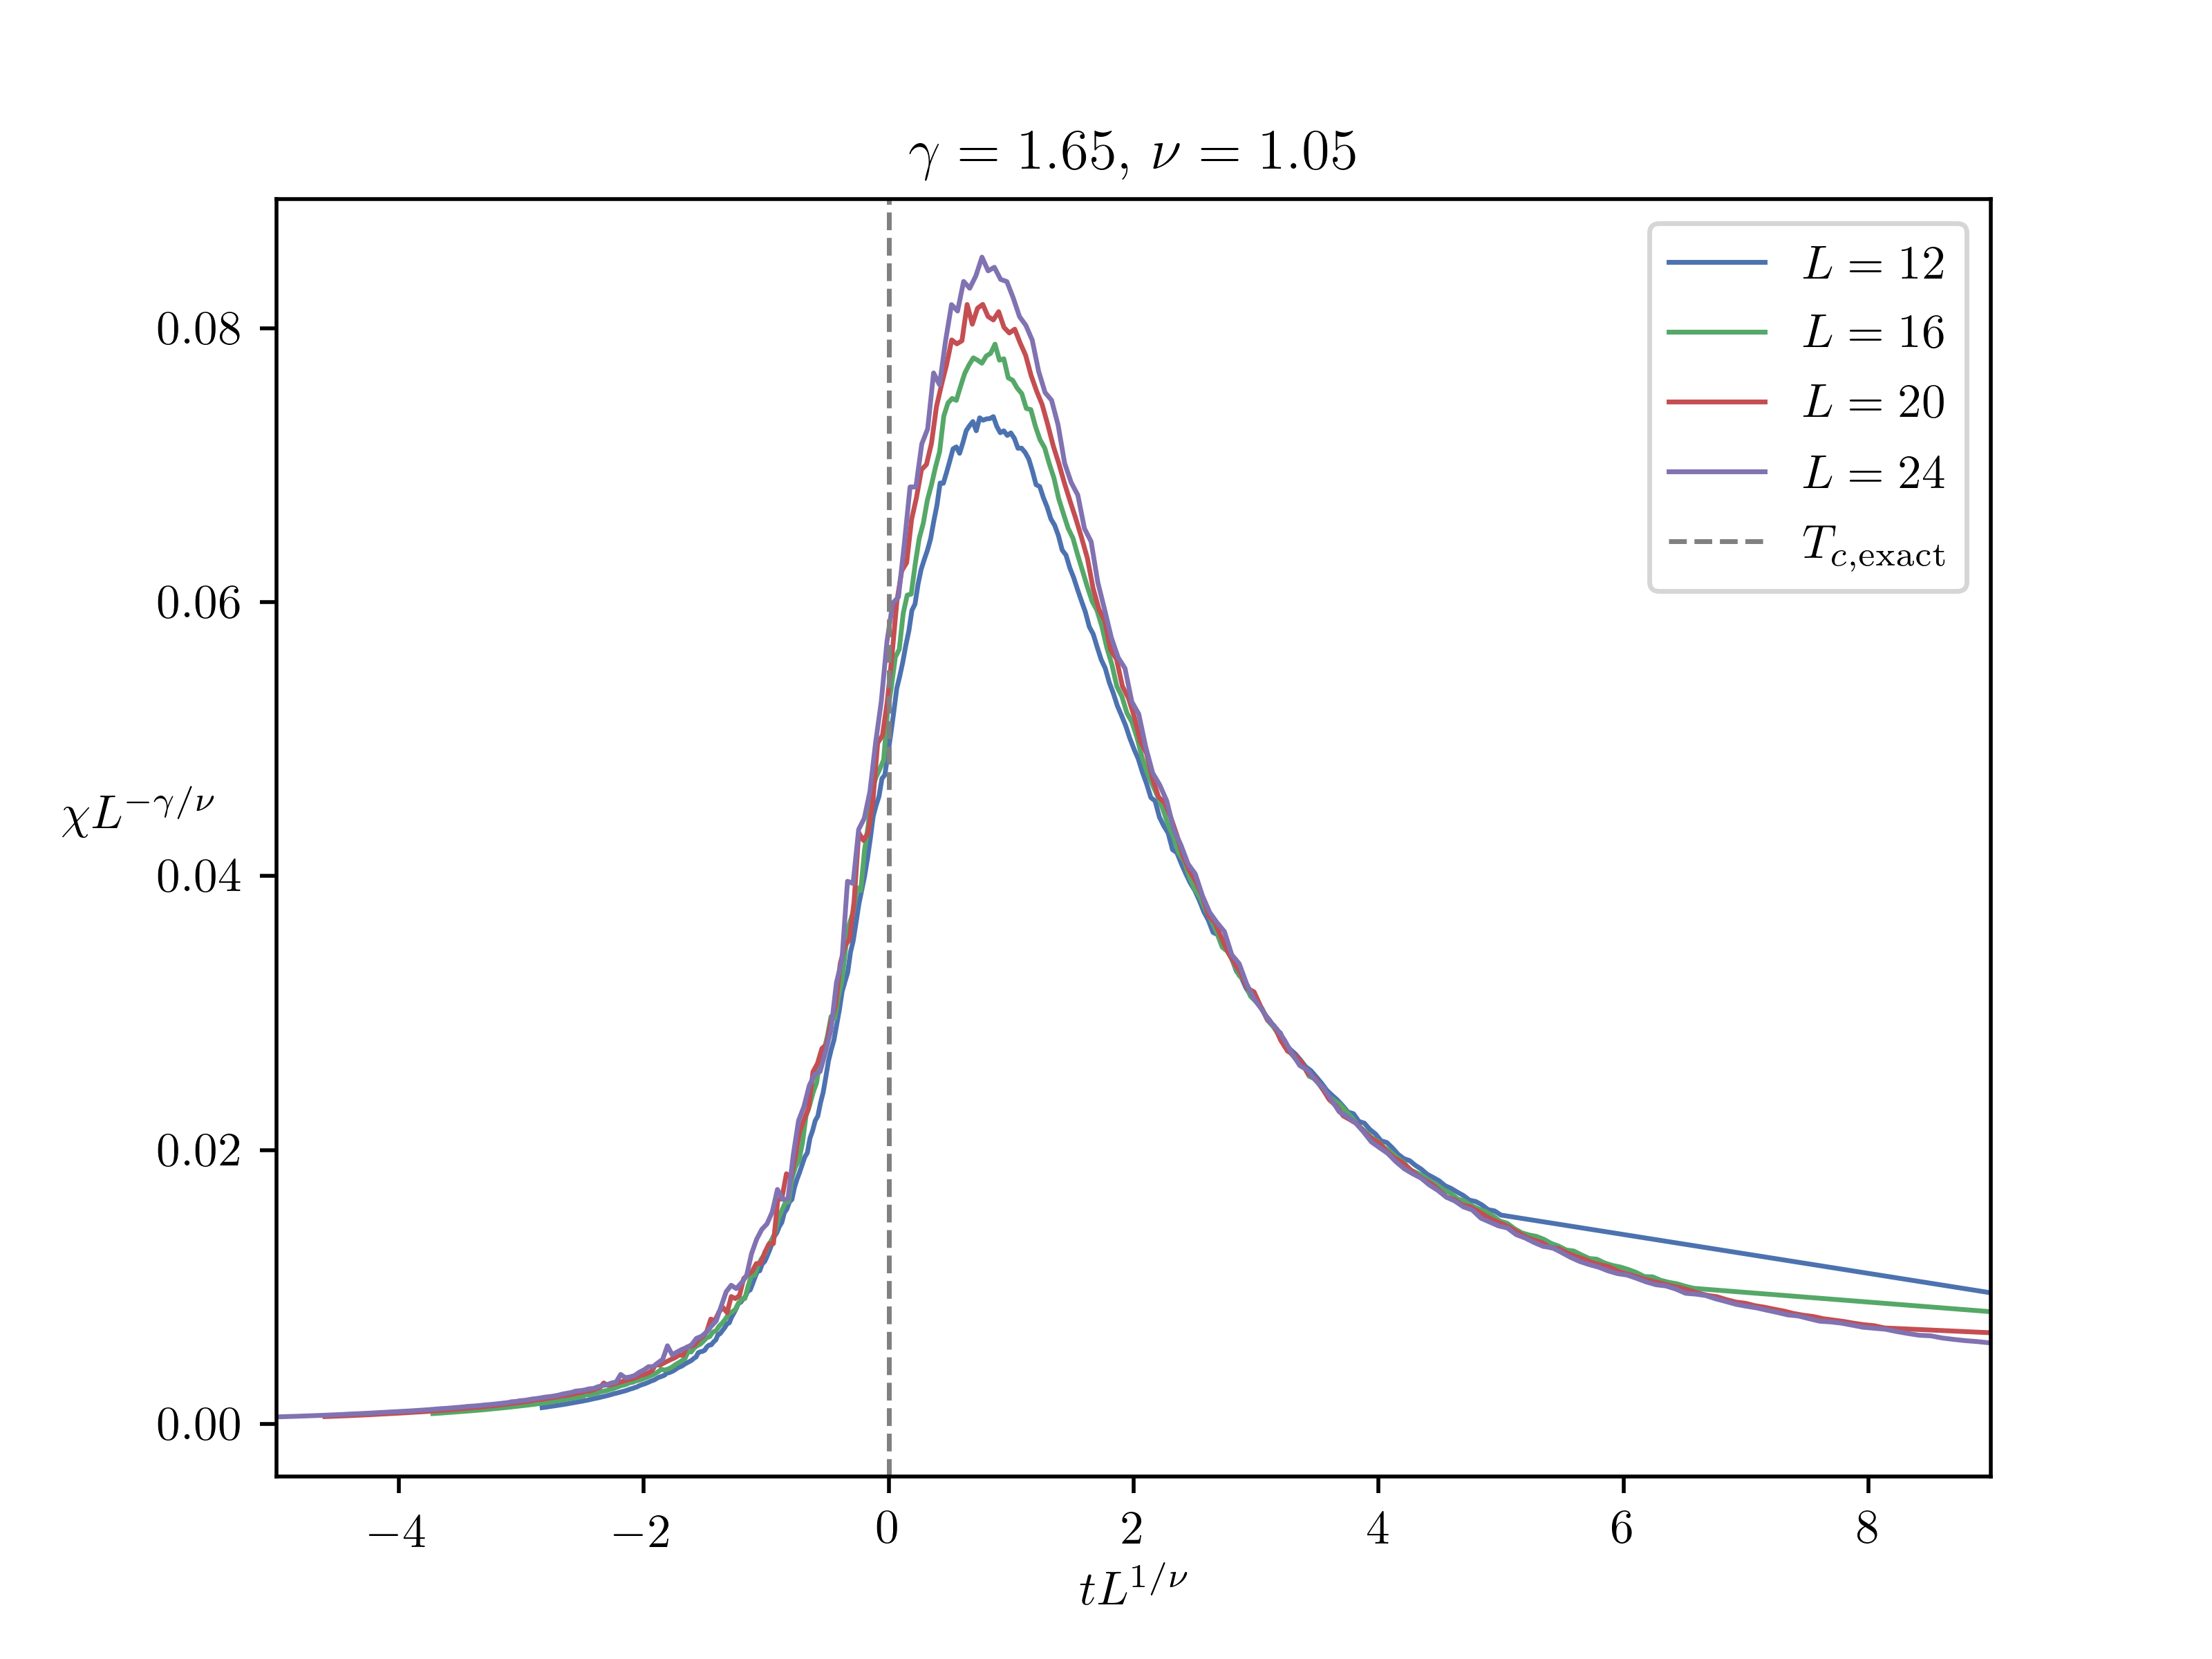 γ = 1.65, ν = 1.05
L = 12
L = 16
L = 20
L = 24
T_{c,exact}
χL^{−γ/ν}
0.08
0.06
0.04
0.02
0.00
−4
−2
0
2
4
6
8
tL^{1/ν}